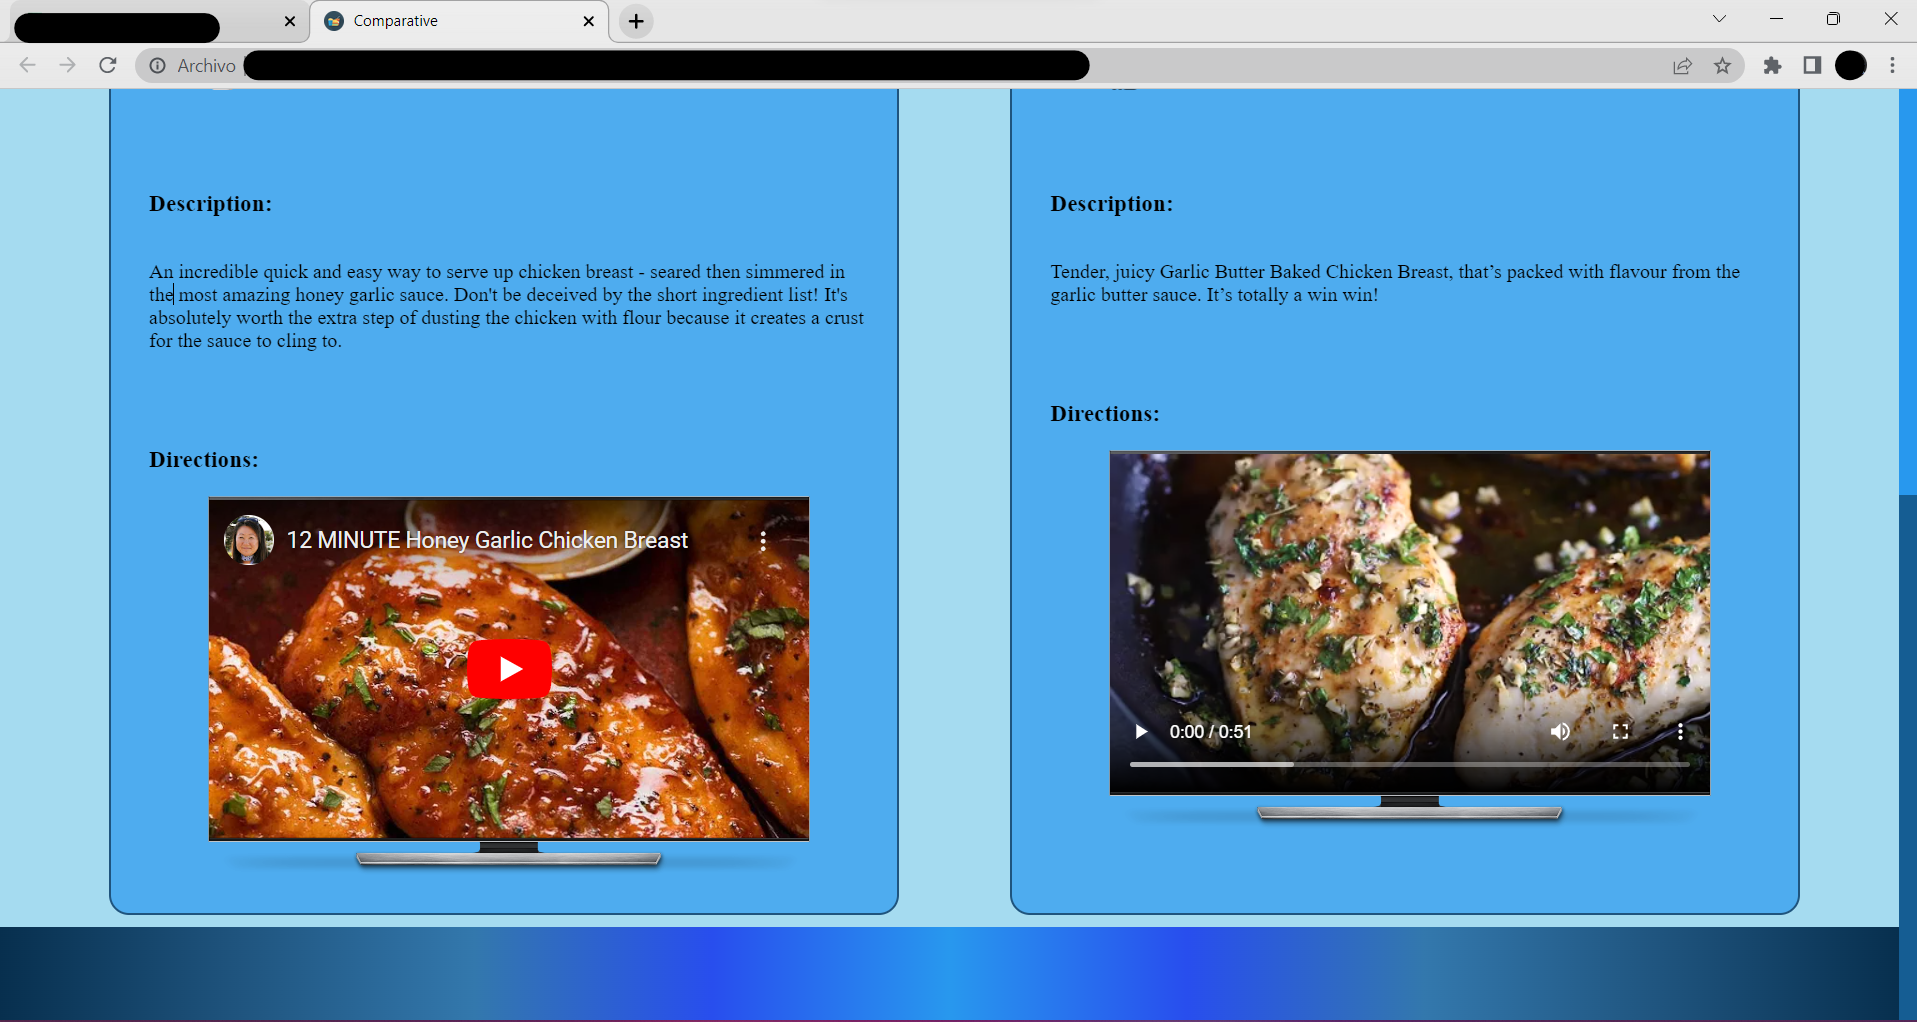 Comparative
Archivo
Description:
An incredible quick and easy way to serve up chicken breast - seared then simmered in
the most amazing honey garlic sauce. Don't be deceived by the short ingredient list! It's
absolutely worth the extra step of dusting the chicken with flour because it creates a crust
for the sauce to cling to.
Directions:
12 MINUTE Honey Garlic Chicken Breast
Description:
Tender, juicy Garlic Butter Baked Chicken Breast, that’s packed with flavour from the
garlic butter sauce. It’s totally a win win!
Directions:
0:00 / 0:51